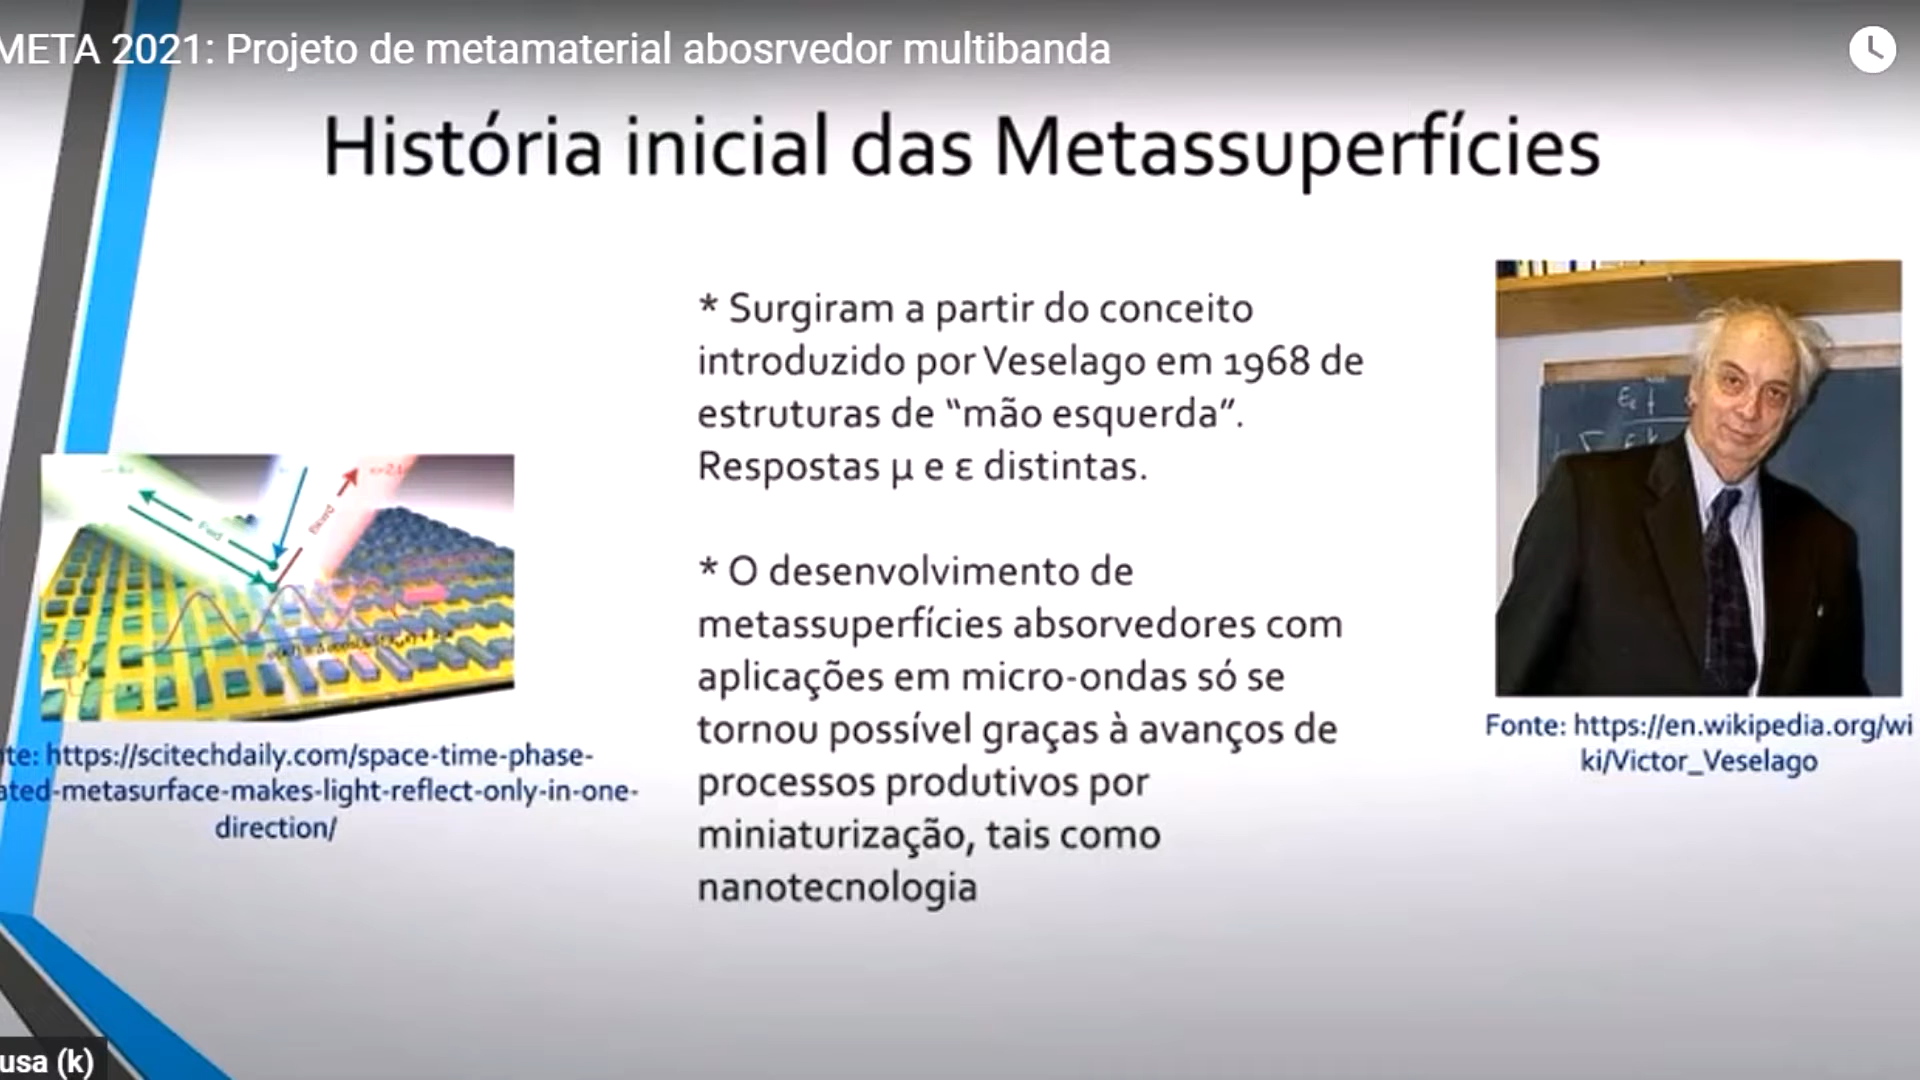 META 2021: Projeto de metamaterial abosrvedor multibanda
História inicial das Metassuperfícies
* Surgiram a partir do conceito
introduzido por Veselago em 1968 de
estruturas de “mão esquerda”.
Respostas μ e ε distintas.
* O desenvolvimento de
metassuperfícies absorvedores com
aplicações em micro-ondas só se
tornou possível graças à avanços de
processos produtivos por
miniaturização, tais como
nanotecnologia
Fwd
te: https://scitechdaily.com/space-time-phase-
ated-metasurface-makes-light-reflect-only-in-one-
direction/
Fonte: https://en.wikipedia.org/wi
ki/Victor_Veselago
usa (k)